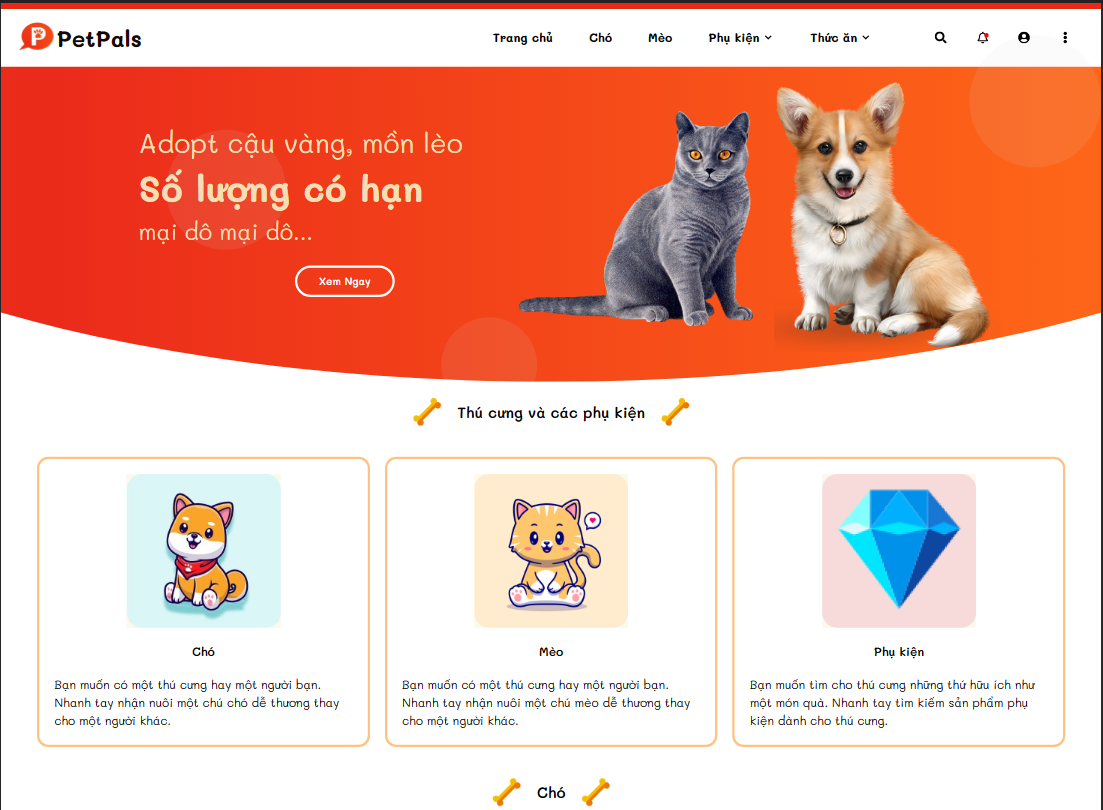 PetPals
Trang chủ Chó Mèo Phụ kiện Thức ăn
Adopt cậu vàng, mồn lèo
Số lượng có hạn
mại dô mại dô...
Xem Ngay
Thú cưng và các phụ kiện
Chó
Bạn muốn có một thú cưng hay một người bạn.
Nhanh tay nhận nuôi một chú chó dễ thương thay
cho một người khác.
Mèo
Bạn muốn có một thú cưng hay một người bạn.
Nhanh tay nhận nuôi một chú mèo dễ thương thay
cho một người khác.
Phụ kiện
Bạn muốn tìm cho thú cưng những thứ hữu ích như
một món quà. Nhanh tay tìm kiếm sản phẩm phụ
kiện dành cho thú cưng.
Chó